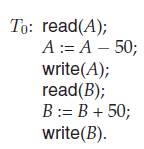 T0: read(A);
A := A − 50;
write(A);
read(B);
B := B + 50;
write(B).